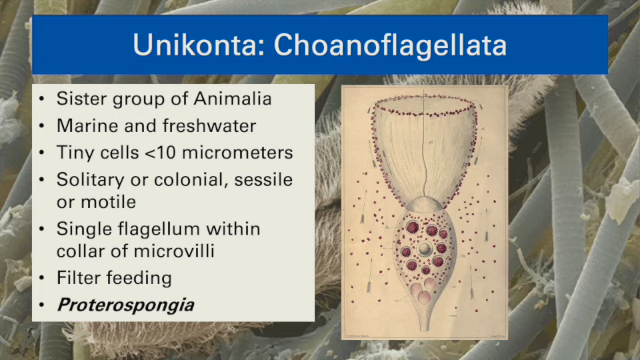 Unikonta: Choanoflagellata
• Sister group of Animalia
• Marine and freshwater
• Tiny cells <10 micrometers
• Solitary or colonial, sessile
or motile
• Single flagellum within
collar of microvilli
• Filter feeding
• Proterospongia